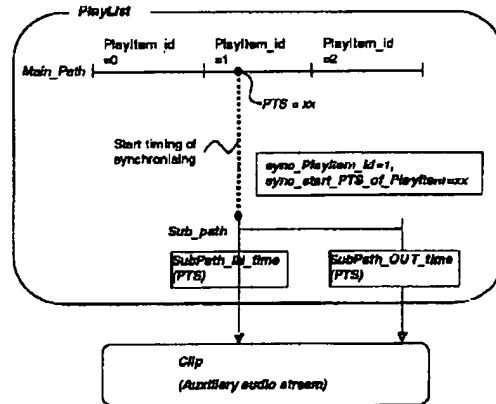 PlayList
PlayItem_id =0
PlayItem_id =1
PlayItem_id =2
Main_Path
PTS = xx
Start timing of
synchronising
sync_PlayItem_id=1,
sync_start_PTS_of_PlayItem=xx
Sub_path
SubPath_IN_time
(PTS)
SubPath_OUT_time
(PTS)
Clip
(Auxiliary audio stream)